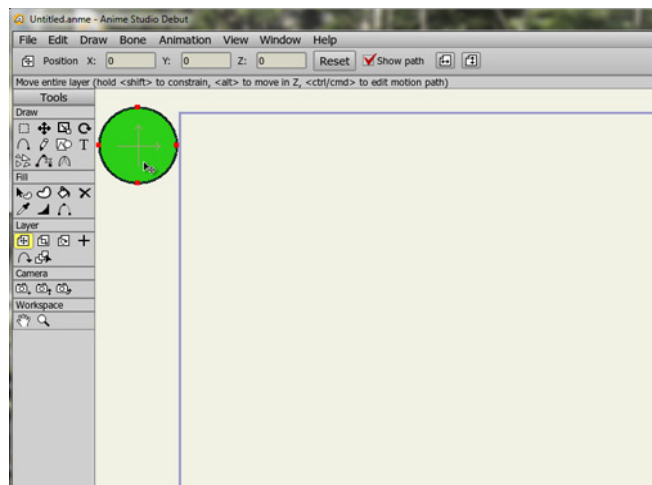 Untitled.anme - Anime Studio Debut
File Edit Draw Bone Animation View Window Help
Position X: 0 Y: 0 Z: 0 Reset Show path
Move entire layer (hold <shift> to constrain, <alt> to move in Z, <ctrl/cmd> to edit motion path)
Tools
Draw
T
Fill
Layer
Camera
Workspace